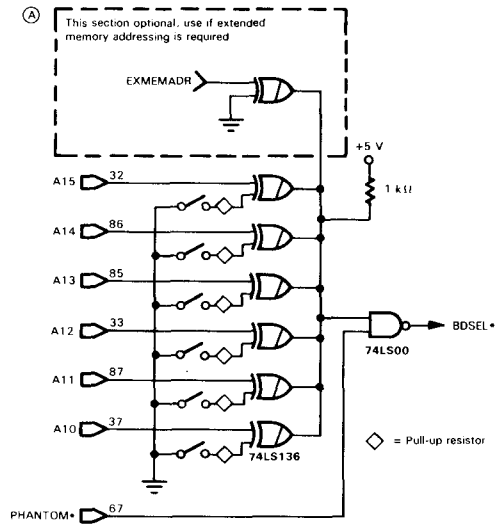 A
This section optional, use if extended
memory addressing is required
EXMEMADR
+5 V
1 kΩ
A15 32
A14 86
A13 85
A12 33
A11 87
A10 37
74LS136
74LS00
BDSEL*
= Pull-up resistor
PHANTOM* 67